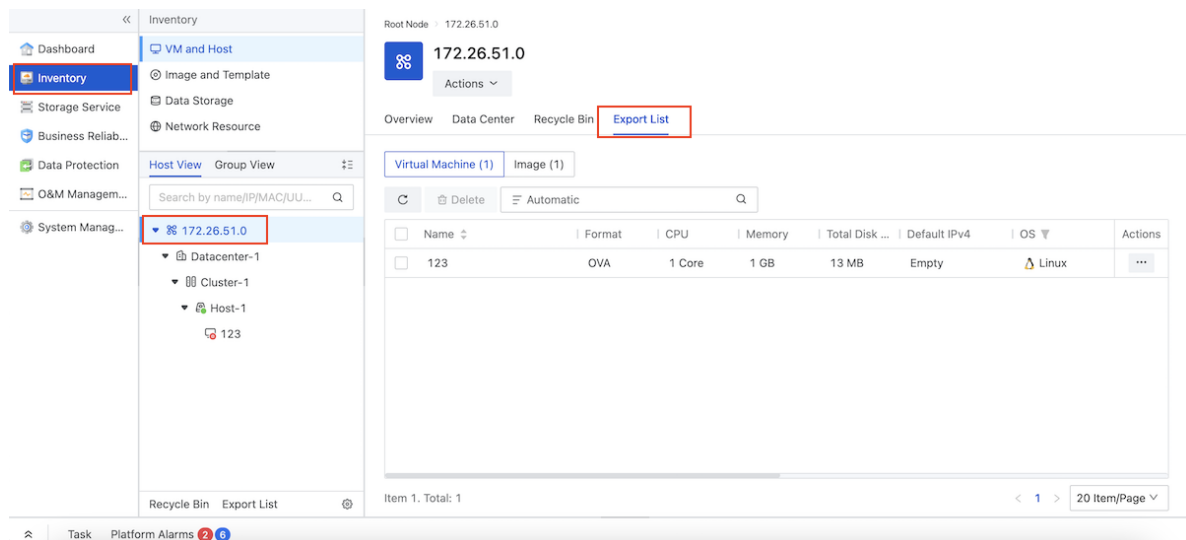 Inventory
Dashboard
Inventory
Storage Service
Business Reliab...
Data Protection
O&M Managem...
System Manag...
VM and Host
Image and Template
Data Storage
Network Resource
Host View Group View
Search by name/IP/MAC/UU...
172.26.51.0
Datacenter-1
Cluster-1
Host-1
123
Recycle Bin Export List
Root Node 172.26.51.0
172.26.51.0
Actions
Overview Data Center Recycle Bin Export List
Virtual Machine (1) Image (1)
Delete Automatic
Name Format CPU Memory Total Disk ... Default IPv4 OS Actions
123 OVA 1 Core 1 GB 13 MB Empty Linux ...
Item 1. Total: 1 < 1 > 20 Item/Page
Task Platform Alarms 2 6